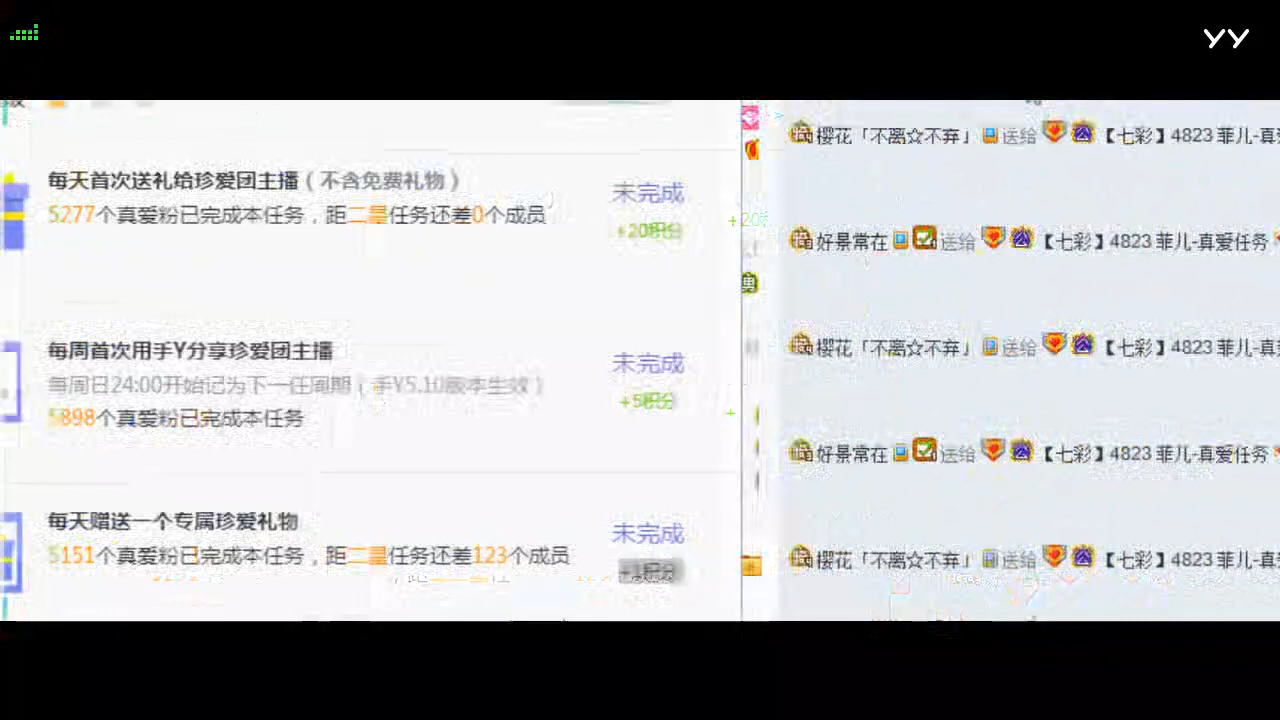 YY
每天首次送礼给珍爱团主播（不含免费礼物）
5277个真爱粉已完成本任务，距二星任务还差0个成员
未完成
+20积分
每周首次用手Y分享珍爱团主播
每周日24:00开始记为下一任周期（手Y5.10版本生效）
5898个真爱粉已完成本任务
未完成
+5积分
每天赠送一个专属珍爱礼物
5151个真爱粉已完成本任务，距二星任务还差123个成员
未完成
樱花「不离☆不弃」送给【七彩】4823 菲儿-真
好景常在 送给【七彩】4823 菲儿-真爱任务
樱花「不离☆不弃」送给【七彩】4823 菲儿-真
好景常在 送给【七彩】4823 菲儿-真爱任务
樱花「不离☆不弃」送给【七彩】4823 菲儿-真